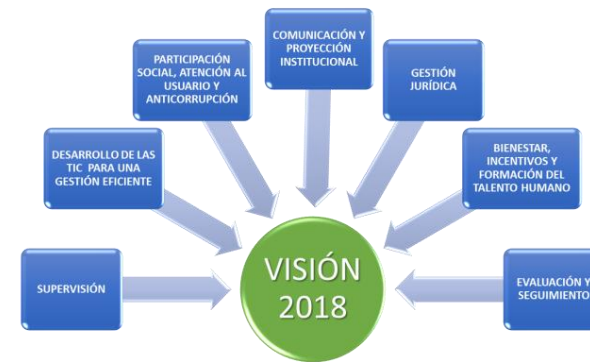 COMUNICACIÓN Y
PROYECCIÓN
INSTITUCIONAL
PARTICIPACIÓN
SOCIAL, ATENCIÓN AL
USUARIO Y
ANTICORRUPCIÓN
GESTIÓN
JURÍDICA
DESARROLLO DE LAS
TIC PARA UNA
GESTIÓN EFICIENTE
BIENESTAR,
INCENTIVOS Y
FORMACIÓN DEL
TALENTO HUMANO
SUPERVISIÓN
VISIÓN
2018
EVALUACIÓN Y
SEGUIMIENTO